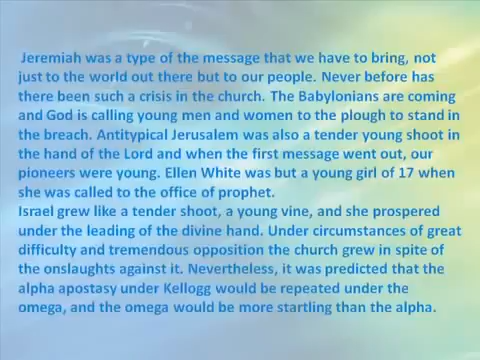 Jeremiah was a type of the message that we have to bring, not
just to the world out there but to our people. Never before has
there been such a crisis in the church. The Babylonians are coming
and God is calling young men and women to the plough to stand in
the breach. Antitypical Jerusalem was also a tender young shoot in
the hand of the Lord and when the first message went out, our
pioneers were young. Ellen White was but a young girl of 17 when
she was called to the office of prophet.
Israel grew like a tender shoot, a young vine, and she prospered
under the leading of the divine hand. Under circumstances of great
difficulty and tremendous opposition the church grew in spite of
the onslaughts against it. Nevertheless, it was predicted that the
alpha apostasy under Kellogg would be repeated under the
omega, and the omega would be more startling than the alpha.